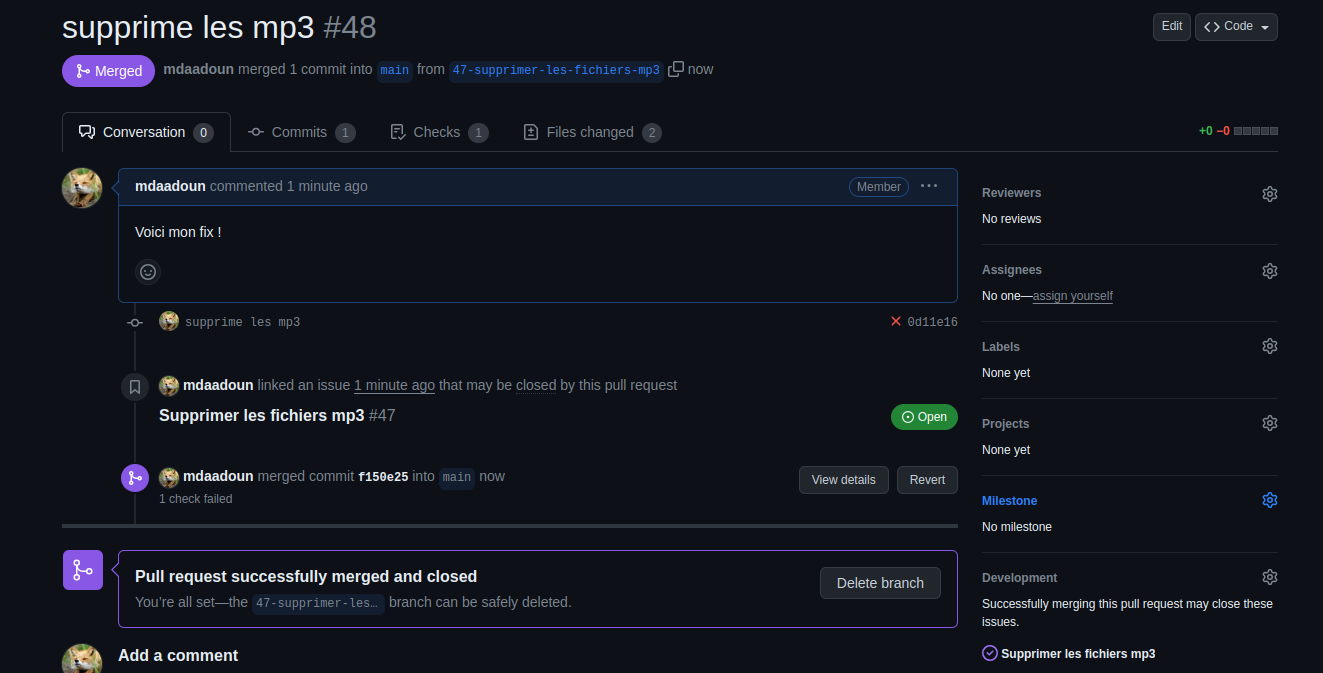 supprime les mp3 #48
Edit
Code
Merged
mdaadoun merged 1 commit into main from 47-supprimer-les-fichiers-mp3 now
Conversation 0
Commits 1
Checks 1
Files changed 2
+0 −0
mdaadoun commented 1 minute ago
Member
Voici mon fix !
supprime les mp3
0d11e16
mdaadoun linked an issue 1 minute ago that may be closed by this pull request
Supprimer les fichiers mp3 #47
Open
mdaadoun merged commit f150e25 into main now
1 check failed
View details
Revert
Pull request successfully merged and closed
You're all set—the 47-supprimer-les… branch can be safely deleted.
Delete branch
Add a comment
Reviewers
No reviews
Assignees
No one—assign yourself
Labels
None yet
Projects
None yet
Milestone
No milestone
Development
Successfully merging this pull request may close these
issues.
Supprimer les fichiers mp3